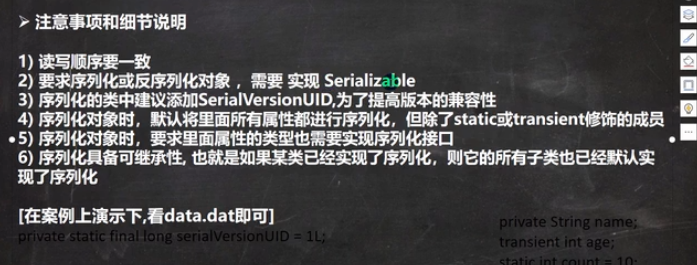 ➢ 注意事项和细节说明
1) 读写顺序要一致
2) 要求序列化或反序列化对象 ，需要 实现 Serializable
3) 序列化的类中建议添加SerialVersionUID,为了提高版本的兼容性
4) 序列化对象时，默认将里面所有属性都进行序列化，但除了static或transient修饰的成员
5) 序列化对象时，要求里面属性的类型也需要实现序列化接口
6) 序列化具备可继承性, 也就是如果某类已经实现了序列化，则它的所有子类也已经默认实
现了序列化
[在案例上演示下,看data.dat即可]
private static final long serialVersionUID = 1L;
private String name;
transient int age;
static int count = 10;